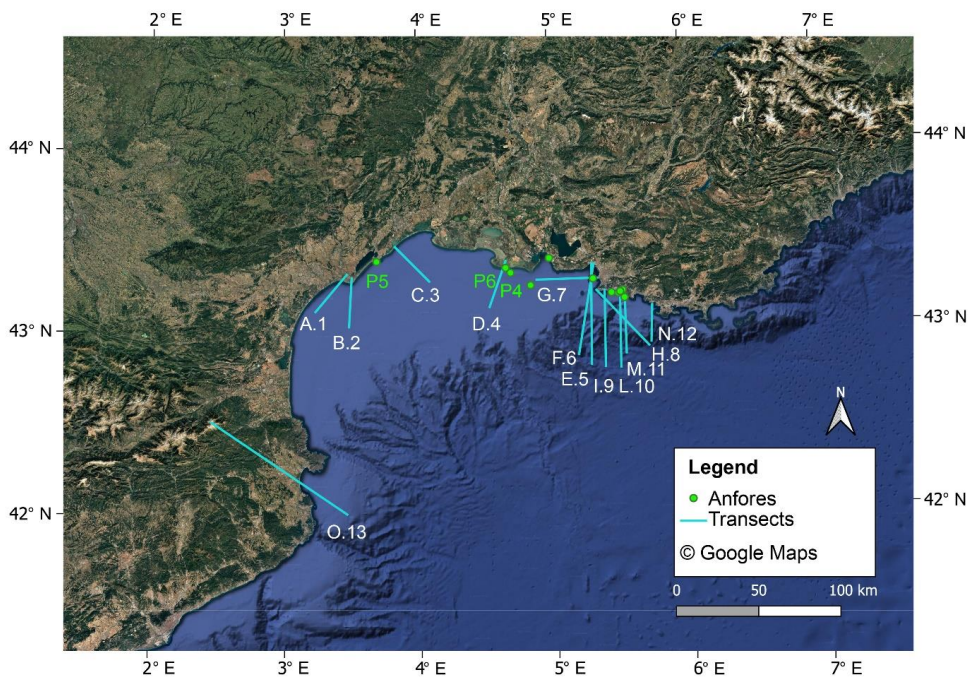 2° E 3° E 4° E 5° E 6° E 7° E
44° N 44° N
P5
P6
P4
G.7
C.3
A.1
D.4
43° N 43° N
B.2
N.12
F.6
H.8
M.11
E.5
I.9
L.10
N
Legend
Anfores
Transects
© Google Maps
42° N 42° N
O.13
0 50 100 km
2° E 3° E 4° E 5° E 6° E 7° E